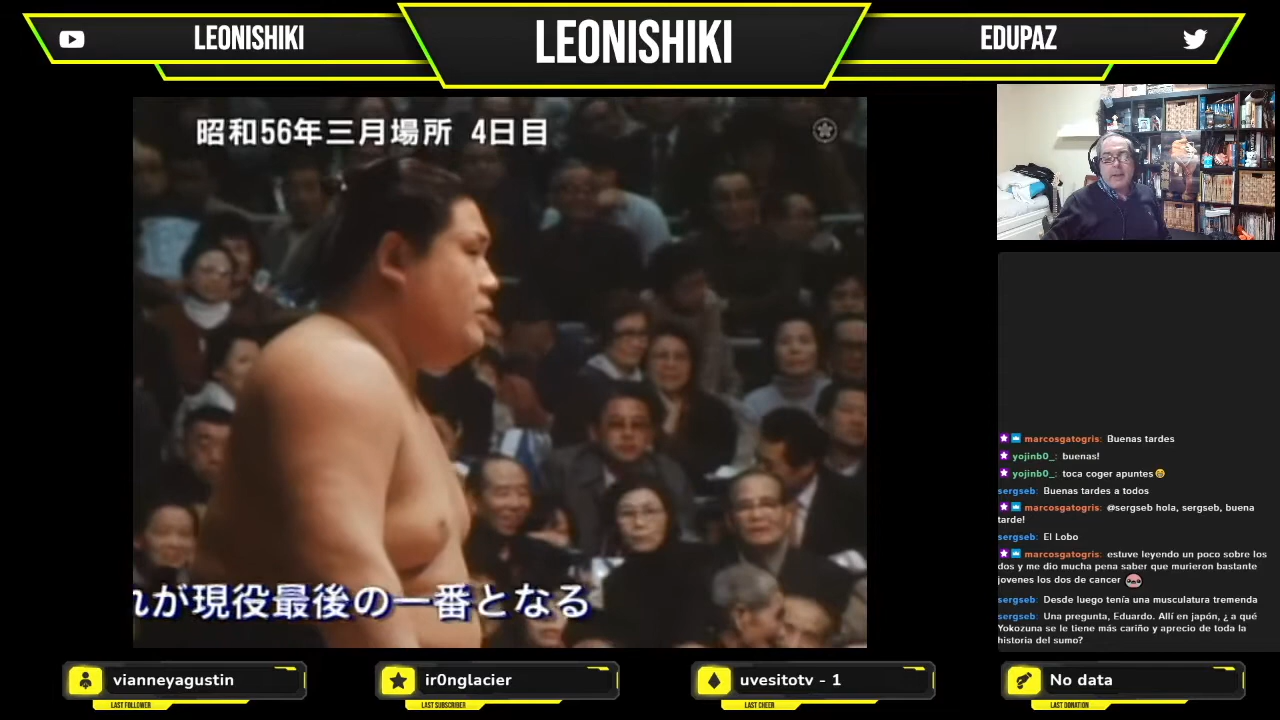 LEONISHIKI
LEONISHIKI
EDUPAZ
昭和56年三月場所 4日目
れが現役最後の一番となる
marcosgatogris: Buenas tardes
yojinb0_: buenas!
yojinb0_: toca coger apuntes
sergseb: Buenas tardes a todos
marcosgatogris: @sergseb hola, sergseb, buena
tarde!
sergseb: El Lobo
marcosgatogris: estuve leyendo un poco sobre los
dos y me dio mucha pena saber que murieron bastante
jovenes los dos de cancer
sergseb: Desde luego tenía una musculatura tremenda
sergseb: Una pregunta, Eduardo. Allí en japón, ¿ a qué
Yokozuna se le tiene más cariño y aprecio de toda la
historia del sumo?
vianneyagustin
LAST FOLLOWER
ir0nglacier
LAST SUBSCRIBER
uvesitotv - 1
LAST CHEER
No data
LAST DONATION